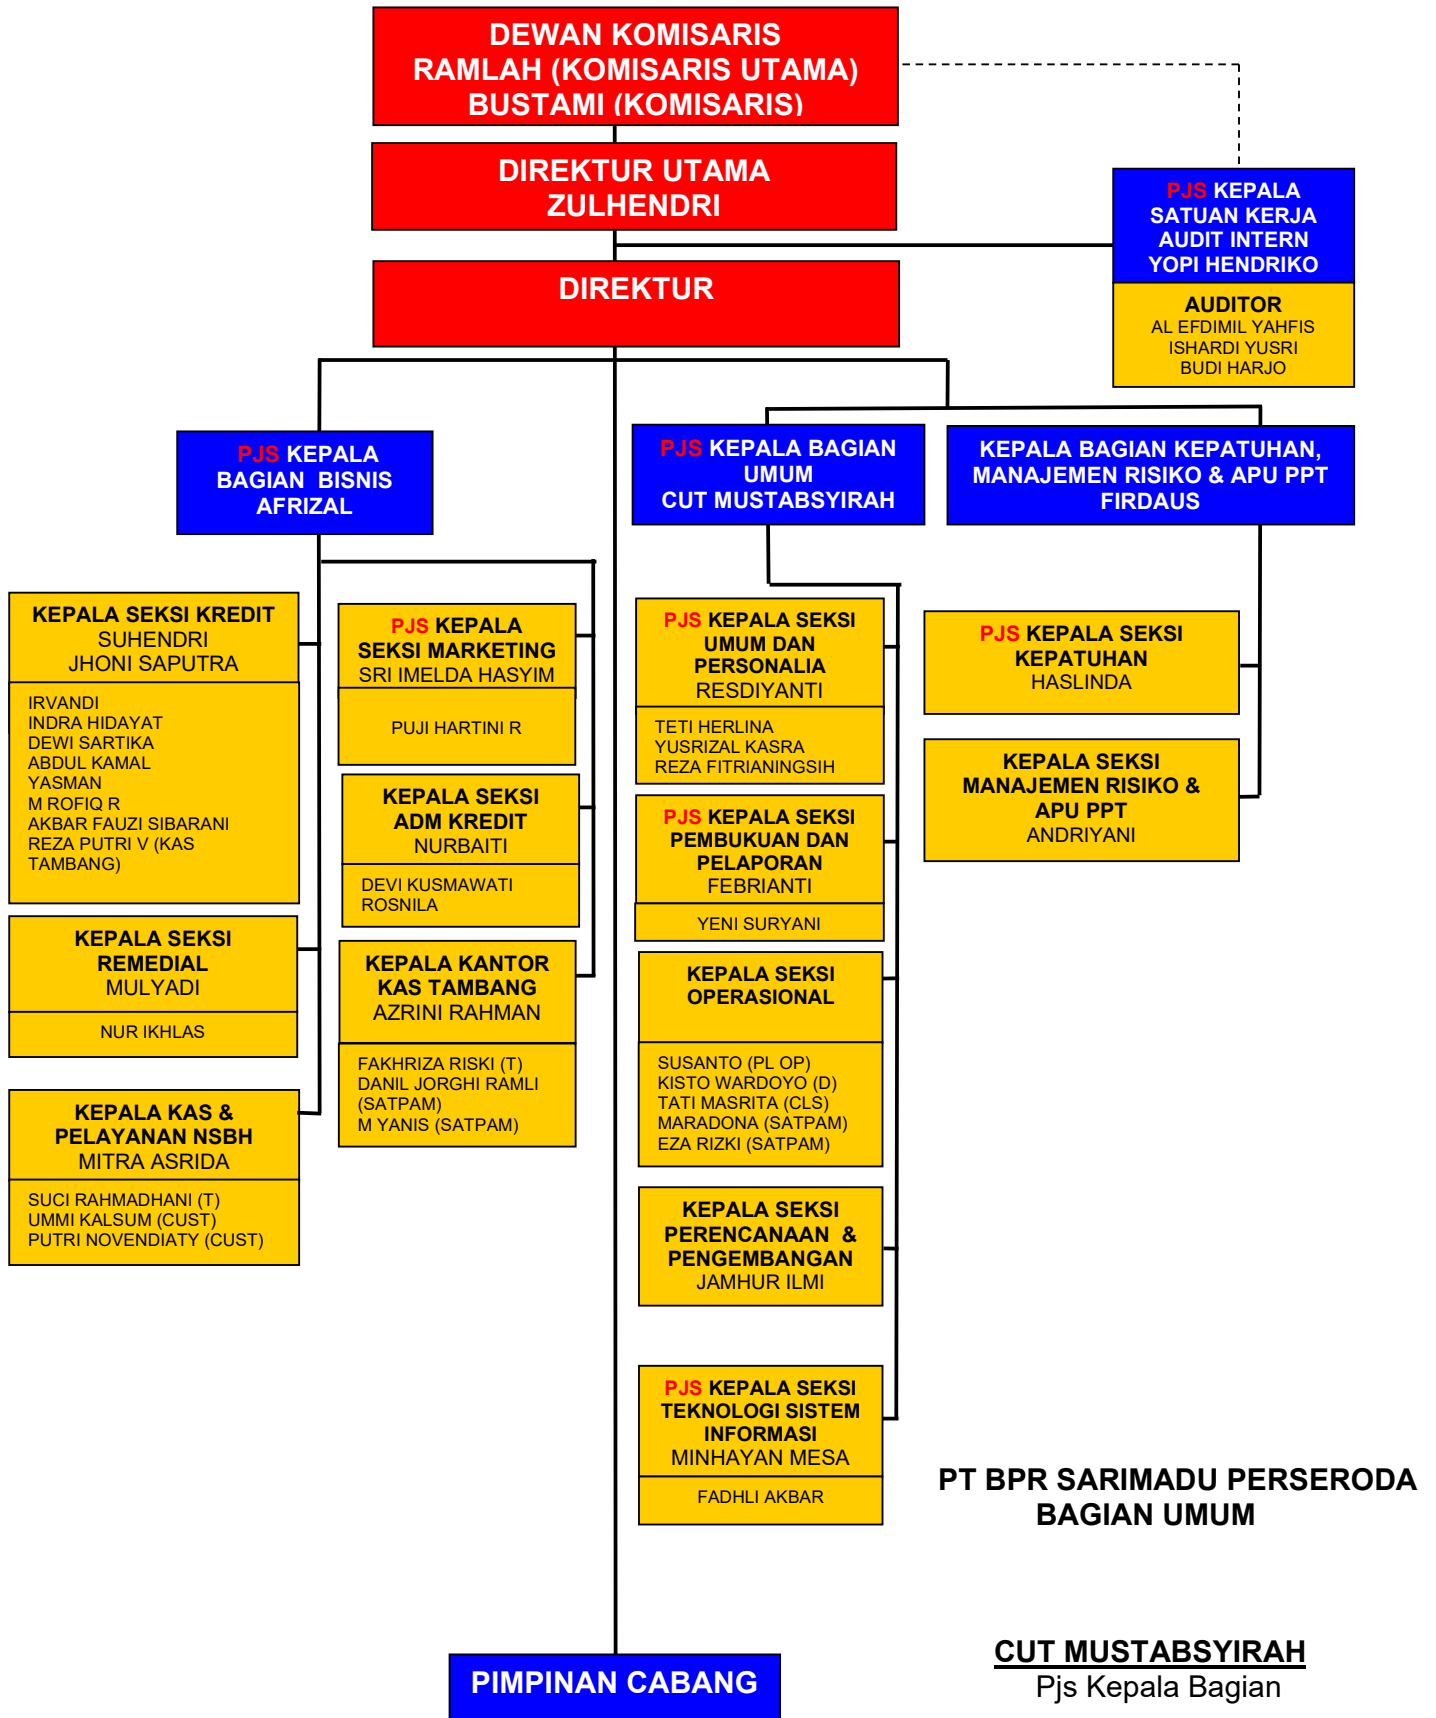 DEWAN KOMISARIS
RAMLAH (KOMISARIS UTAMA)
BUSTAMI (KOMISARIS)
DIREKTUR UTAMA
ZULHENDRI
PJS KEPALA
SATUAN KERJA
AUDIT INTERN
YOPI HENDRIKO
DIREKTUR
AUDITOR
AL EFDIMIL YAHFIS
ISHARDI YUSRI
BUDI HARJO
PJS KEPALA
BAGIAN BISNIS
AFRIZAL
PJS KEPALA BAGIAN
UMUM
CUT MUSTABSYIRAH
KEPALA BAGIAN KEPATUHAN,
MANAJEMEN RISIKO & APU PPT
FIRDAUS
KEPALA SEKSI KREDIT
SUHENDRI
JHONI SAPUTRA
IRVANDI
INDRA HIDAYAT
DEWI SARTIKA
ABDUL KAMAL
YASMAN
M ROFIQ R
AKBAR FAUZI SIBARANI
REZA PUTRI V (KAS
TAMBANG)
KEPALA SEKSI
REMEDIAL
MULYADI
NUR IKHLAS
KEPALA KAS &
PELAYANAN NSBH
MITRA ASRIDA
SUCI RAHMADHANI (T)
UMMI KALSUM (CUST)
PUTRI NOVENDIATY (CUST)
PJS KEPALA
SEKSI MARKETING
SRI IMELDA HASYIM
PUJI HARTINI R
KEPALA SEKSI
ADM KREDIT
NURBAITI
DEVI KUSMAWATI
ROSNILA
KEPALA KANTOR
KAS TAMBANG
AZRINI RAHMAN
FAKHRIZA RISKI (T)
DANIL JORGHI RAMLI
(SATPAM)
M YANIS (SATPAM)
PJS KEPALA SEKSI
UMUM DAN
PERSONALIA
RESDIYANTI
TETI HERLINA
YUSRIZAL KASRA
REZA FITRIANINGSIH
PJS KEPALA SEKSI
PEMBUKUAN DAN
PELAPORAN
FEBRIANTI
YENI SURYANI
KEPALA SEKSI
OPERASIONAL
SUSANTO (PL OP)
KISTO WARDOYO (D)
TATI MASRITA (CLS)
MARADONA (SATPAM)
EZA RIZKI (SATPAM)
KEPALA SEKSI
PERENCANAAN &
PENGEMBANGAN
JAMHUR ILMI
PJS KEPALA SEKSI
TEKNOLOGI SISTEM
INFORMASI
MINHAYAN MESA
FADHLI AKBAR
PJS KEPALA SEKSI
KEPATUHAN
HASLINDA
KEPALA SEKSI
MANAJEMEN RISIKO &
APU PPT
ANDRIYANI
PT BPR SARIMADU PERSERODA
BAGIAN UMUM
CUT MUSTABSYIRAH
Pjs Kepala Bagian
PIMPINAN CABANG